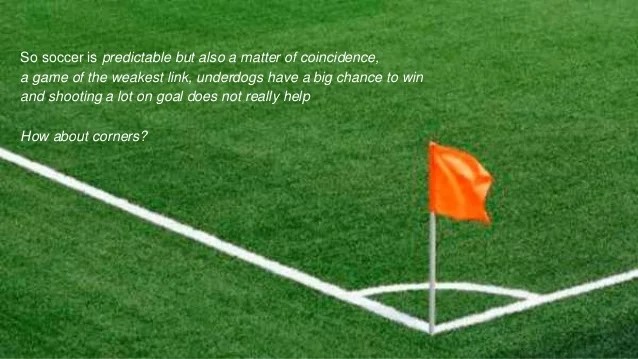 So soccer is predictable but also a matter of coincidence,
a game of the weakest link, underdogs have a big chance to win
and shooting a lot on goal does not really help
How about corners?